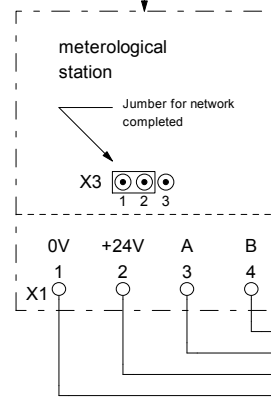 meterological
station
Jumber for network
completed
X3
1 2 3
0V +24V A B
1 2 3 4
X1